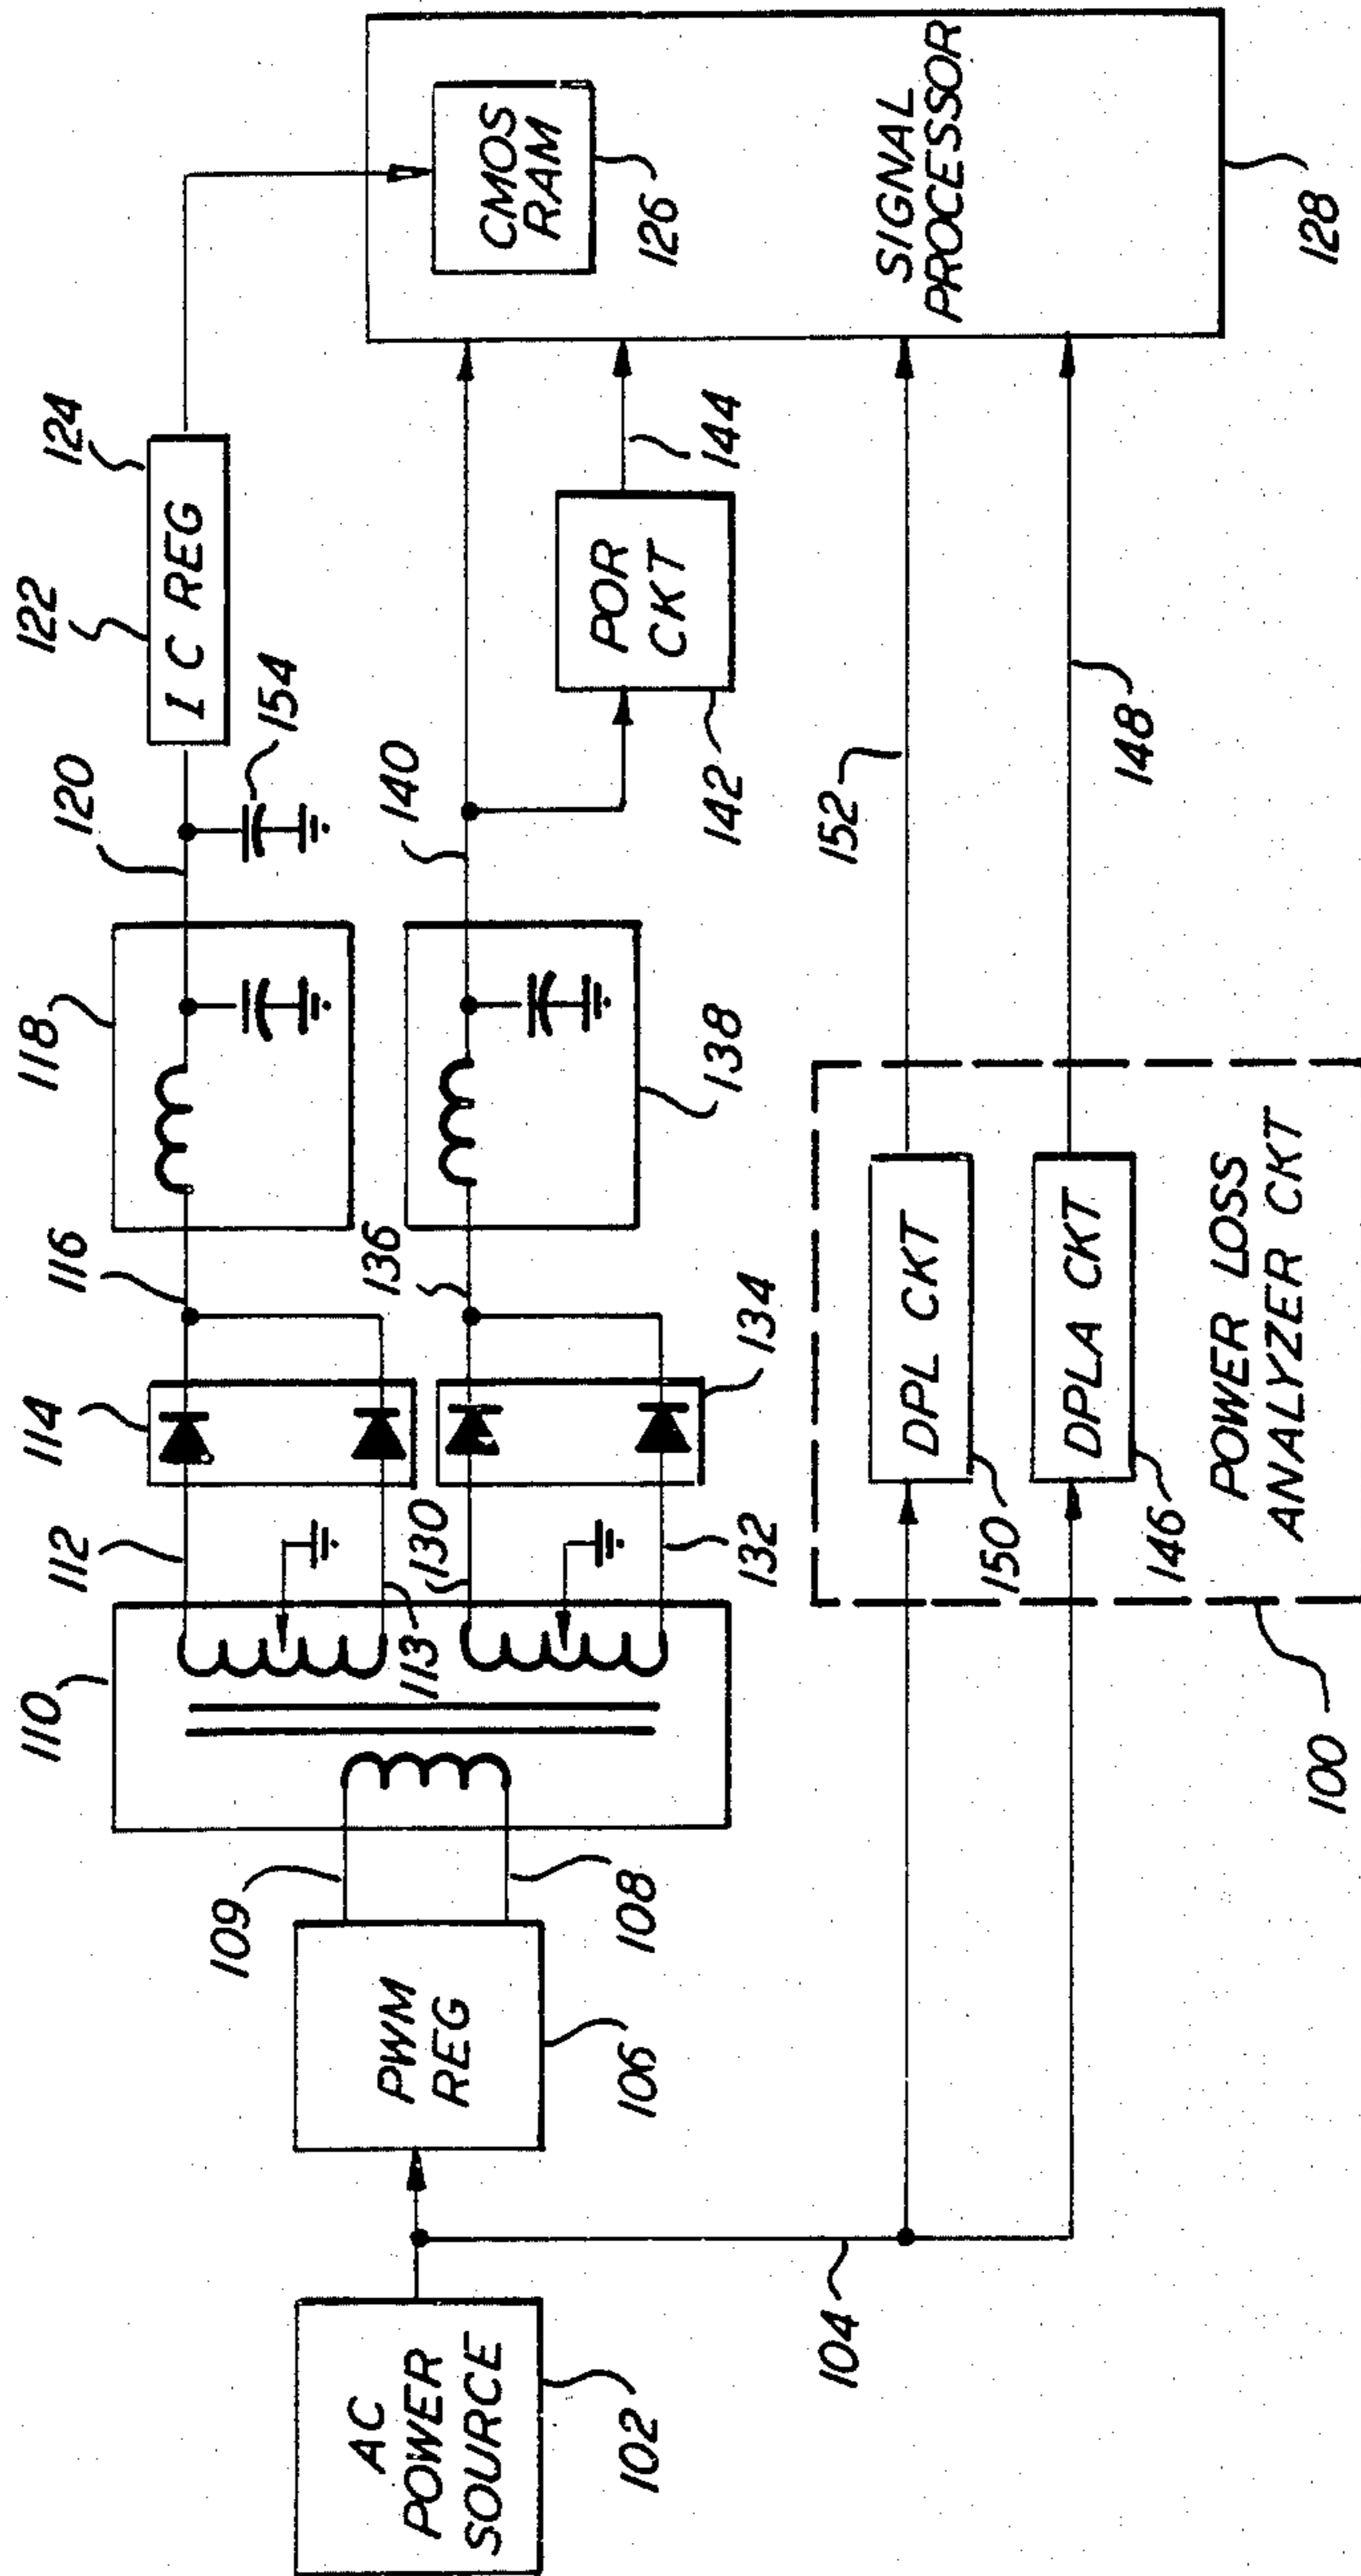 110
118
122
124
112
114
116
120
I C REG
154
109
113
130
136
140
CMOS
RAM
126
AC
POWER
SOURCE
102
PWM
REG
106
108
132
134
138
POR
CKT
142
144
SIGNAL
PROCESSOR
128
104
DPL CKT
150
152
DPLA CKT
146
148
POWER LOSS
ANALYZER CKT
100